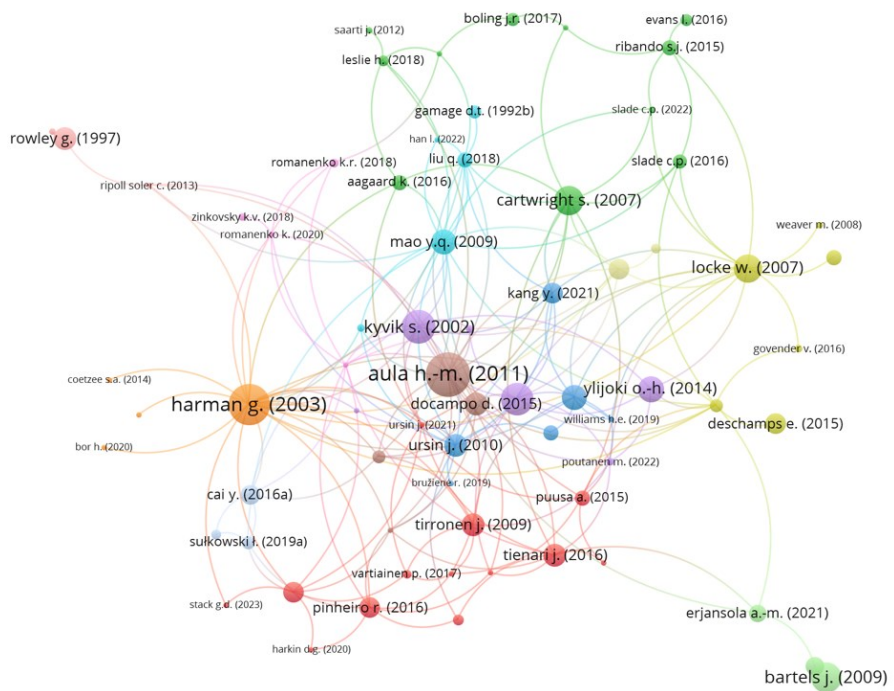 boling j.r. (2017)
evans l. (2016)
saarti j. (2012)
ribando s.j. (2015)
leslie h. (2018)
gamage d.t. (1992b)
slade c.p. (2022)
rowley g. (1997)
han l. (2022)
liu q. (2018)
romanenko k.r. (2018)
slade c.p. (2016)
ripoll soler c. (2013)
aagaard k. (2016)
cartwright s. (2007)
zinkovsky k.v. (2018)
weaver m. (2008)
romanenko k. (2020)
mao y.q. (2009)
locke w. (2007)
kang y. (2021)
kyvik s. (2002)
govender v. (2016)
aula h.-m. (2011)
coetzee s.a. (2014)
ylijoki o.-h. (2014)
harman g. (2003)
docampo d. (2015)
williams h.e. (2019)
deschamps e. (2015)
ursin j. (2021)
bor h. (2020)
ursin j. (2010)
poutanen m. (2022)
bružienė r. (2019)
cai y. (2016a)
puusa a. (2015)
tirronen j. (2009)
sułkowski ł. (2019a)
tienari j. (2016)
vartiainen p. (2017)
stack g.d. (2023)
pinheiro r. (2016)
erjansola a.-m. (2021)
harkin d.g. (2020)
bartels j. (2009)